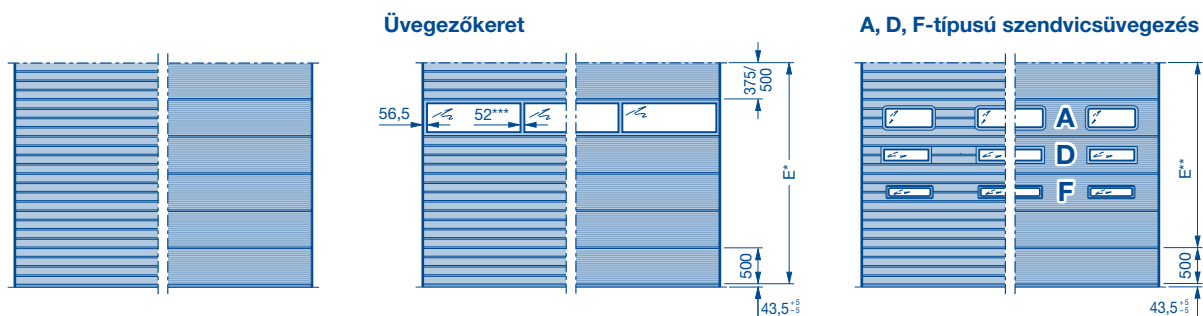 Üvegezőkeret
A, D, F-típusú szendvicsüvegezés
375/
500
56,5
52***
E*
500
43,5 +5 -5
A
D
F
E**
500
43,5 +5 -5